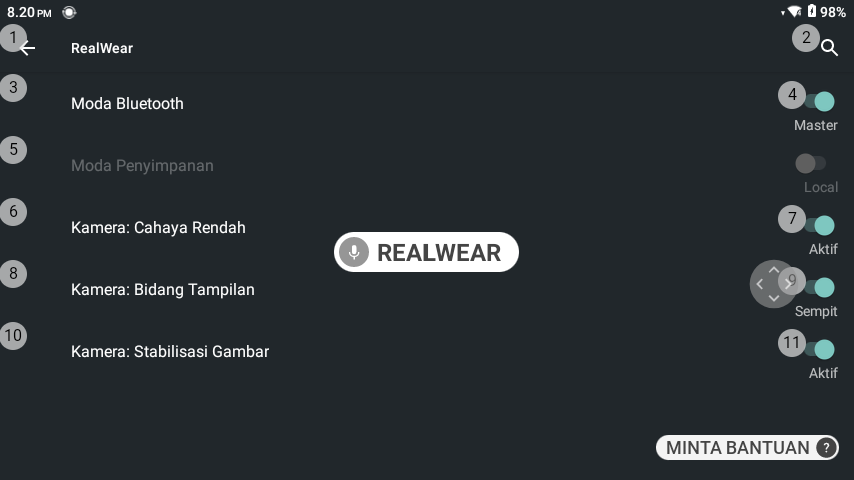 8.20 PM 98%
1 RealWear 2
3 Moda Bluetooth 4
Master
5 Moda Penyimpanan
Local
6 Kamera: Cahaya Rendah 7
Aktif
REALWEAR
8 Kamera: Bidang Tampilan 9
Sempit
10 Kamera: Stabilisasi Gambar 11
Aktif
MINTA BANTUAN ?